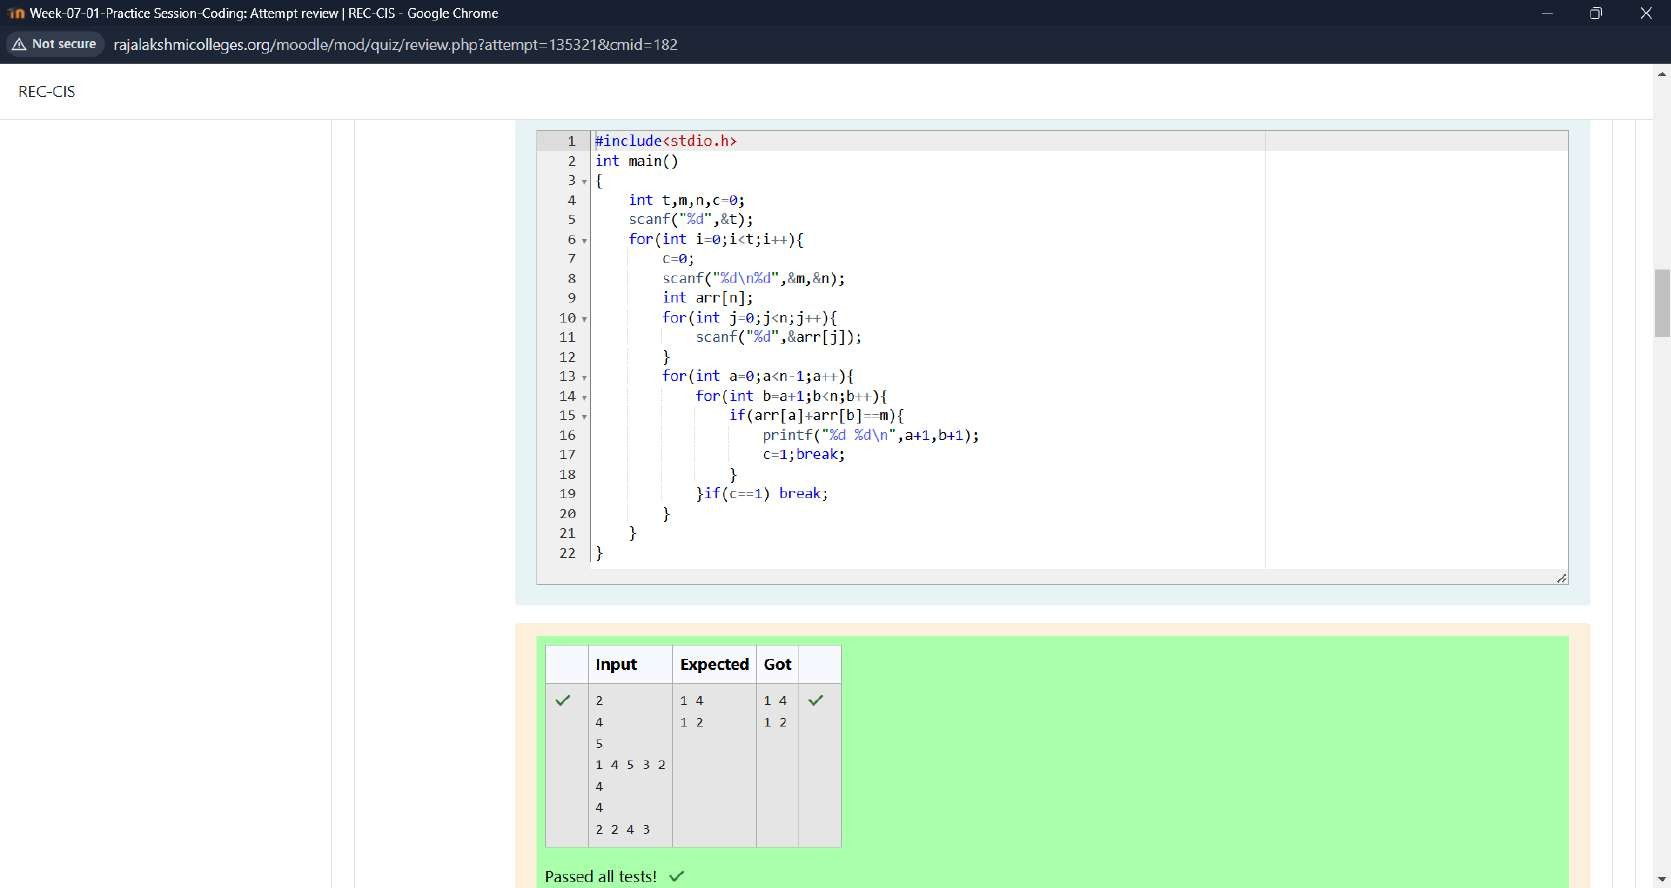 Week-07-01-Practice Session-Coding: Attempt review | REC-CIS - Google Chrome
Not secure rajalakshmicolleges.org/moodle/mod/quiz/review.php?attempt=135321&cmid=182
REC-CIS
1 #include<stdio.h>
2 int main()
3 {
4 int t,m,n,c=0;
5 scanf("%d",&t);
6 for(int i=0;i<t;i++){
7 c=0;
8 scanf("%d\n%d",&m,&n);
9 int arr[n];
10 for(int j=0;j<n;j++){
11 scanf("%d",&arr[j]);
12 }
13 for(int a=0;a<n-1;a++){
14 for(int b=a+1;b<n;b++){
15 if(arr[a]+arr[b]==m){
16 printf("%d %d\n",a+1,b+1);
17 c=1;break;
18 }
19 }if(c==1) break;
20 }
21 }
22 }
Input Expected Got
2 1 4 1 4
4 1 2 1 2
5
1 4 5 3 2
4
4
2 2 4 3
Passed all tests!